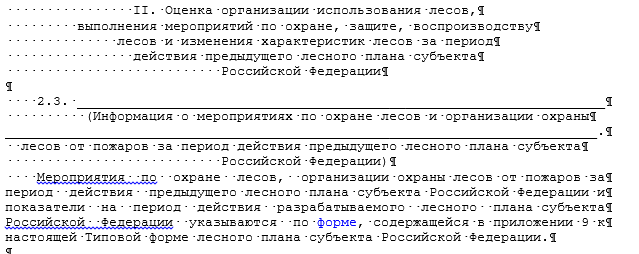 II. Оценка организации использования лесов,
выполнения мероприятий по охране, защите, воспроизводству
лесов и изменения характеристик лесов за период
действия предыдущего лесного плана субъекта
Российской Федерации
2.3.
(Информация о мероприятиях по охране лесов и организации охраны
.
лесов от пожаров за период действия предыдущего лесного плана субъекта
Российской Федерации)
Мероприятия по охране лесов, организации охраны лесов от пожаров за
период действия предыдущего лесного плана субъекта Российской Федерации и
показатели на период действия разрабатываемого лесного плана субъекта
Российской Федерации указываются по форме, содержащейся в приложении 9 к
настоящей Типовой форме лесного плана субъекта Российской Федерации.